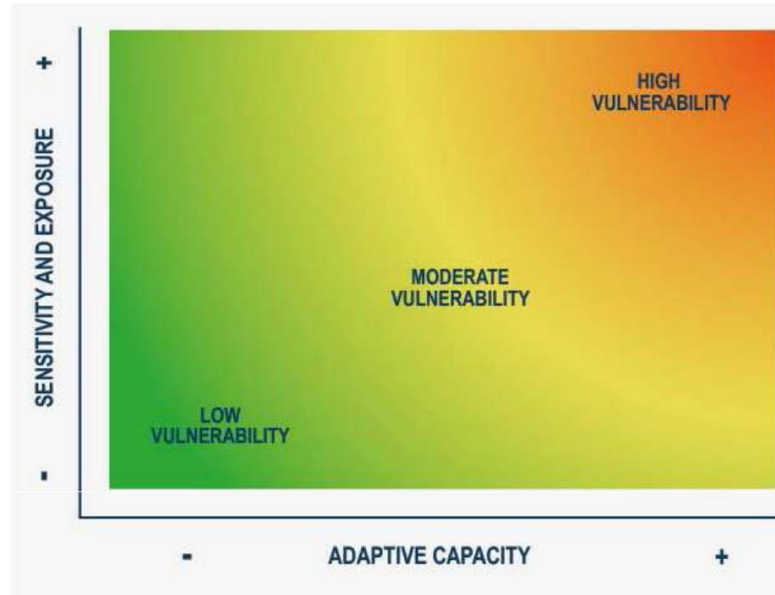 +
HIGH
VULNERABILITY
SENSITIVITY AND EXPOSURE
MODERATE
VULNERABILITY
LOW
VULNERABILITY
-
- ADAPTIVE CAPACITY +